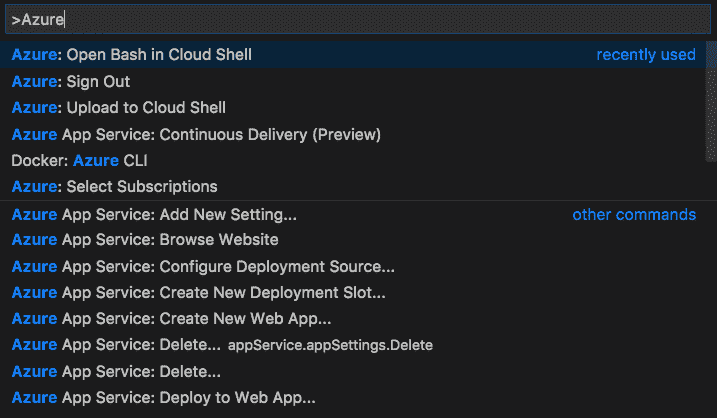 >Azure
Azure: Open Bash in Cloud Shell recently used
Azure: Sign Out
Azure: Upload to Cloud Shell
Azure App Service: Continuous Delivery (Preview)
Docker: Azure CLI
Azure: Select Subscriptions
Azure App Service: Add New Setting... other commands
Azure App Service: Browse Website
Azure App Service: Configure Deployment Source...
Azure App Service: Create New Deployment Slot...
Azure App Service: Create New Web App...
Azure App Service: Delete... appService.appSettings.Delete
Azure App Service: Delete...
Azure App Service: Deploy to Web App...